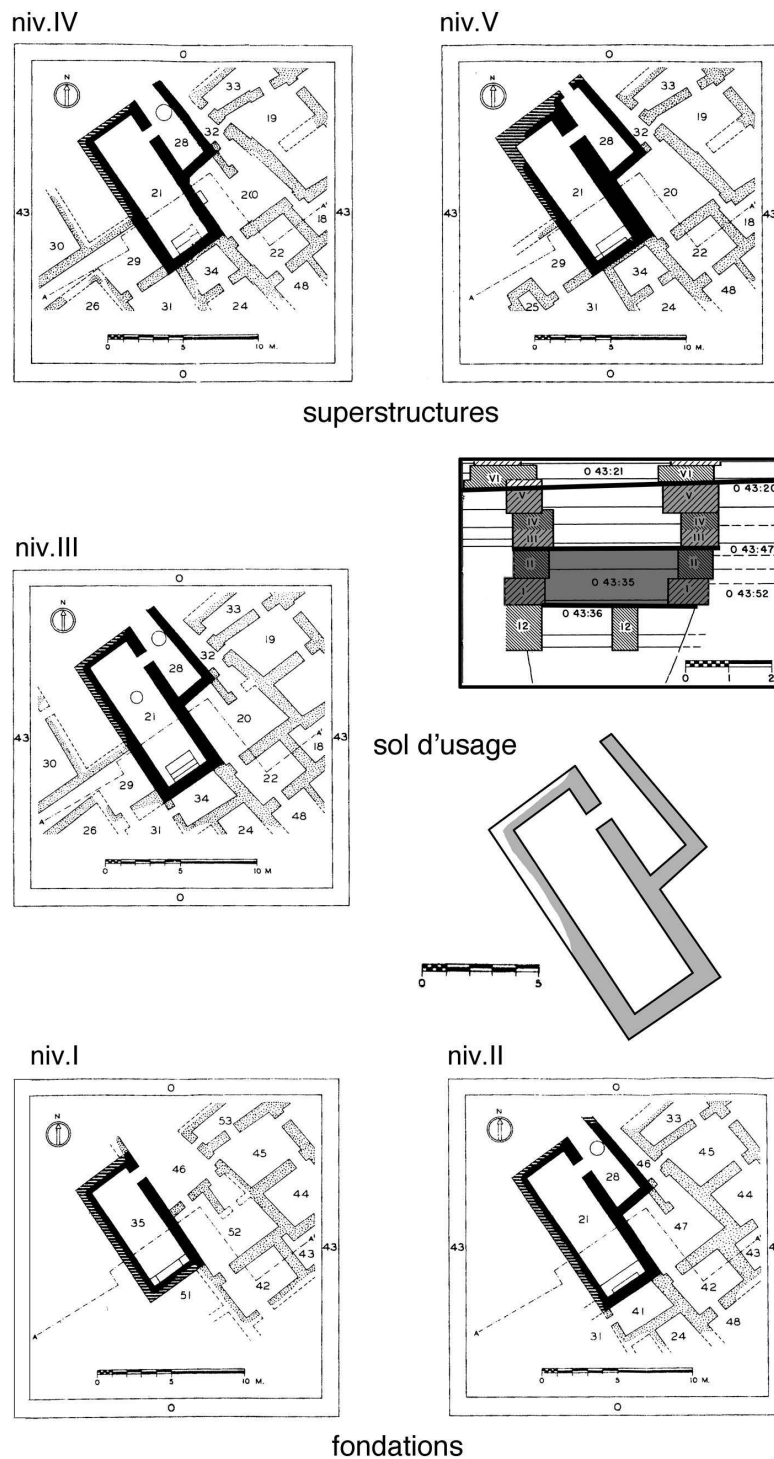 niv.IV
niv.V
O
N
33
19
32
28
21
20
A'
18
43
43
30
29
22
34
48
A
26
31
24
0 5 10 M.
O
O
N
33
19
32
28
21
20
A'
18
43
43
29
22
34
48
A
25
31
24
0 5 10 M.
O
superstructures
VI
O 43:21
VI
O 43:20
V
V
IV
IV
III
III
O 43:47
II
II
O 43:35
I
I
O 43:52
O 43:36
12
12
0 1 2
niv.III
O
N
33
19
32
28
21
20
A'
18
43
43
30
29
22
34
48
A
26
31
24
0 5 10 M.
O
sol d'usage
0 5
niv.I
niv.II
O
N
53
45
46
44
35
52
A'
43
43
43
42
51
A
0 5 10 M.
O
O
N
33
45
46
28
44
21
47
A'
43
43
42
41
48
A
31
24
0 5 10 M.
O
fondations